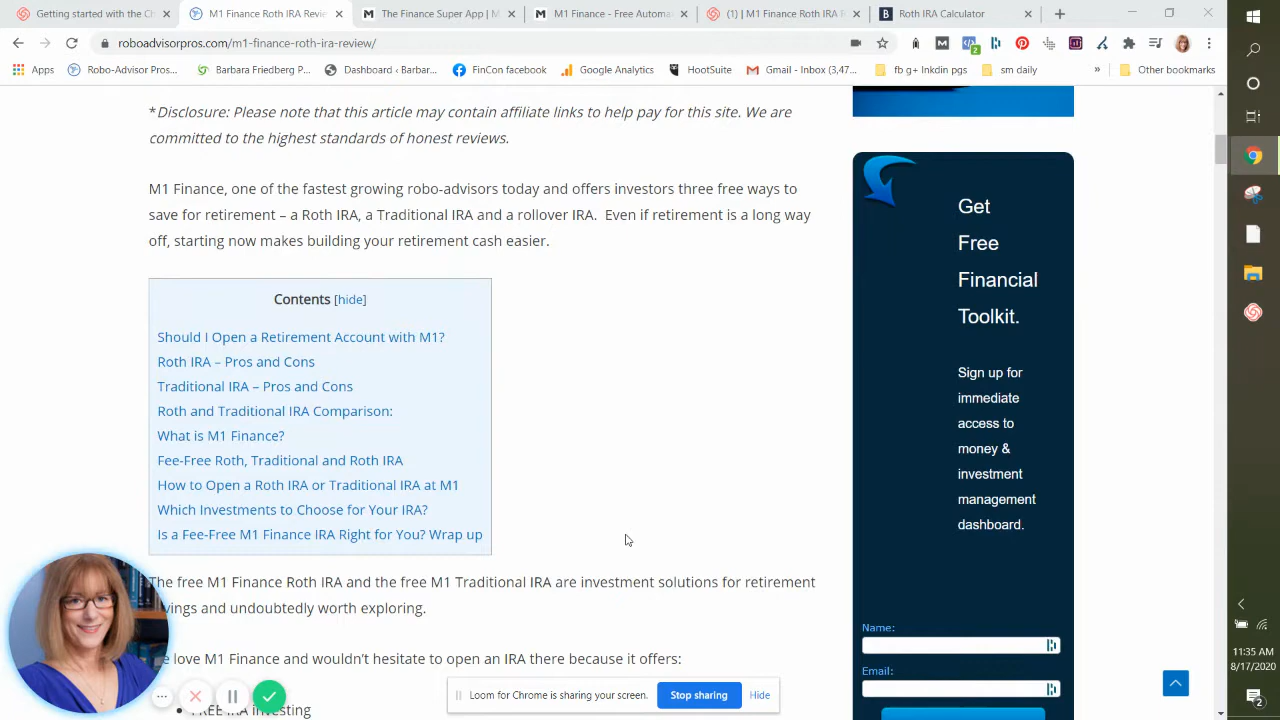 Getting started with the Ch
M1 Finance Roth IRA Revie
The Finance Super App | M
M1 Finance - Free Automa
(1) | M1 Finance Roth IRA
Roth IRA Calculator
roboadvisorpros.com/m1-finance-roth-ira-review/
2
Apps
Robo-Advisor Pros...
Barbara Friedberg P...
Dashboard ‹ Barb...
FinCon facebook
Google Analytics
HootSuite
Gmail - Inbox (3,47...
fb g+ lnkdin pgs
sm daily
»
Other bookmarks
*Disclosure: Please note that this article may contain affiliate links to help pay for this site. We are
committed to the highest standards of honest reviews.
M1 Finance, one of the fastest growing robo-advisors today and offers investors three free ways to
save for retirement – a Roth IRA, a Traditional IRA and a rollover IRA. Even if retirement is a long way
off, starting now makes building your retirement cash easier.
Contents [hide]
Should I Open a Retirement Account with M1?
Roth IRA – Pros and Cons
Traditional IRA – Pros and Cons
Roth and Traditional IRA Comparison:
What is M1 Finance?
Fee-Free Roth, Traditional and Roth IRA
How to Open a Roth IRA or Traditional IRA at M1
Which Investments to Choose for Your IRA?
Is a Fee-Free M1 Finance IRA Right for You? Wrap up
The free M1 Finance Roth IRA and the free M1 Traditional IRA are investment solutions for retirement
vings and undoubtedly worth exploring.
love M1 Finance and wouldn't hesitate to open an IRA there because it offers:
IRA investing
Get
Free
Financial
Toolkit.
Sign up for
immediate
access to
money &
investment
management
dashboard.
Name:
Email:
m for Chrome is sharing your screen.
Stop sharing
Hide
11:35 AM
8/17/2020
2